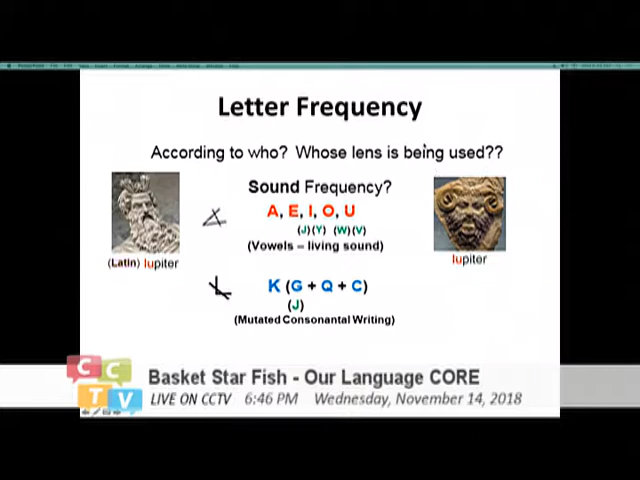 Letter Frequency
According to who? Whose lens is being used??
Sound Frequency?
A, E, I, O, U
(J)(Y) (W)(V)
(Vowels – living sound)
(Latin) Iupiter
Iupiter
K (G + Q + C)
(J)
(Mutated Consonantal Writing)
C C
T V
Basket Star Fish - Our Language CORE
LIVE ON CCTV 6:46 PM Wednesday, November 14, 2018